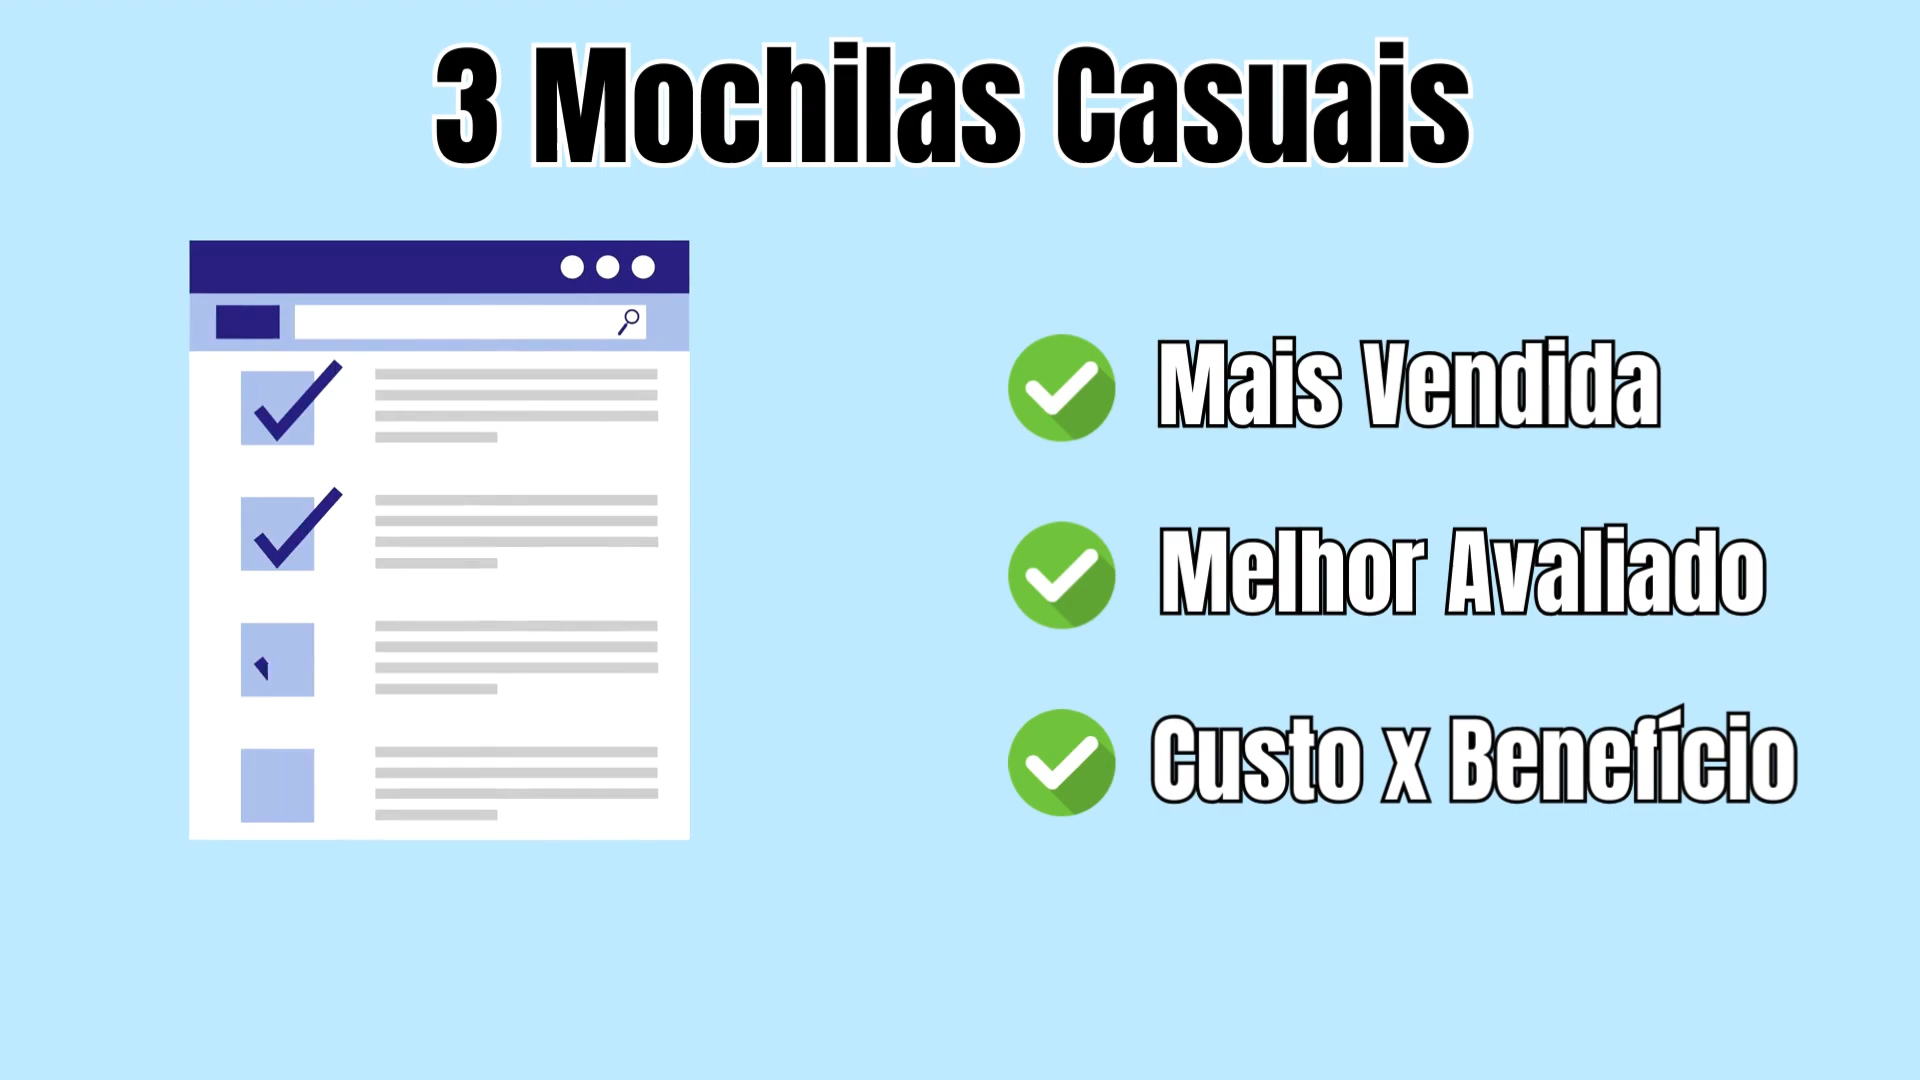 3 Mochilas Casuais
Mais Vendida
Melhor Avaliado
Custo x Benefício